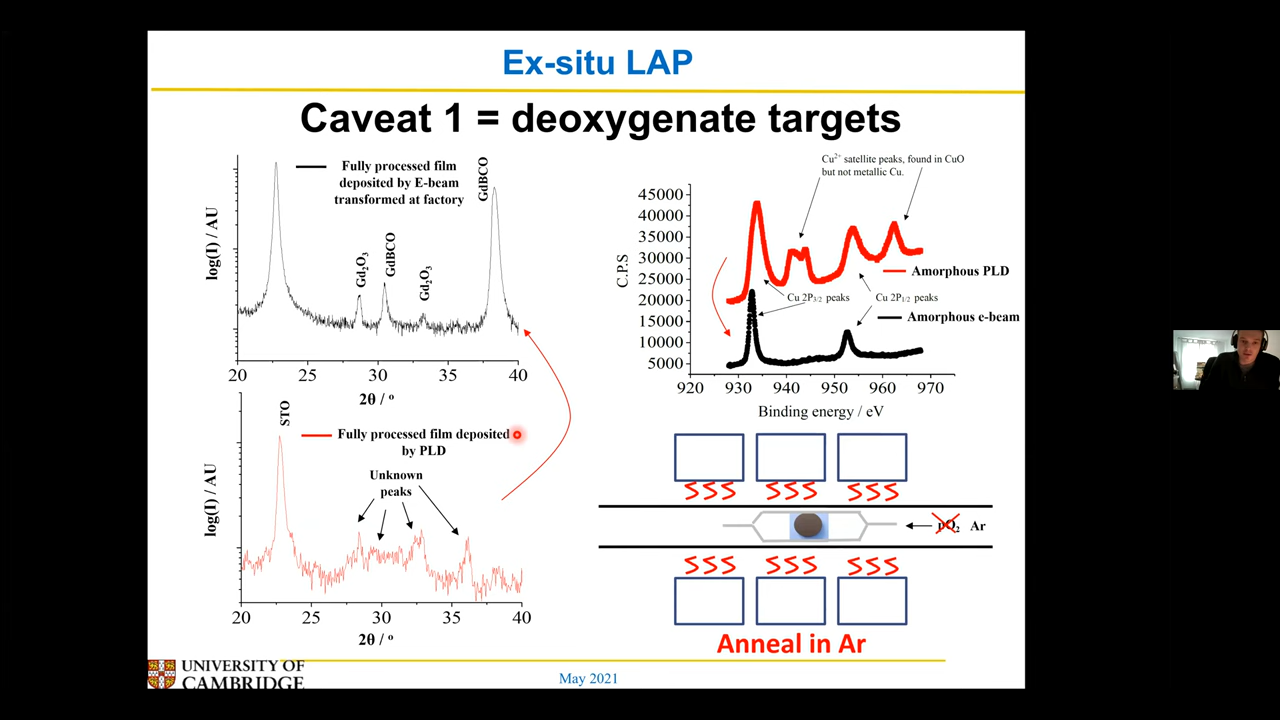 Ex-situ LAP
Caveat 1 = deoxygenate targets
Fully processed film
deposited by E-beam
transformed at factory
GdBCO
Gd2O3
GdBCO
Gd2O3
log(I) / AU
20 25 30 35 40
2θ / °
STO
Fully processed film deposited
by PLD
Unknown
peaks
log(I) / AU
20 25 30 35 40
2θ / °
Cu2+ satellite peaks, found in CuO
but not metallic Cu.
45000
40000
35000
30000
25000
20000
15000
10000
5000
C.P.S
Amorphous PLD
Cu 2P3/2 peaks
Cu 2P1/2 peaks
Amorphous e-beam
920 930 940 950 960 970
Binding energy / eV
pO2 Ar
Anneal in Ar
UNIVERSITY OF
CAMBRIDGE
May 2021